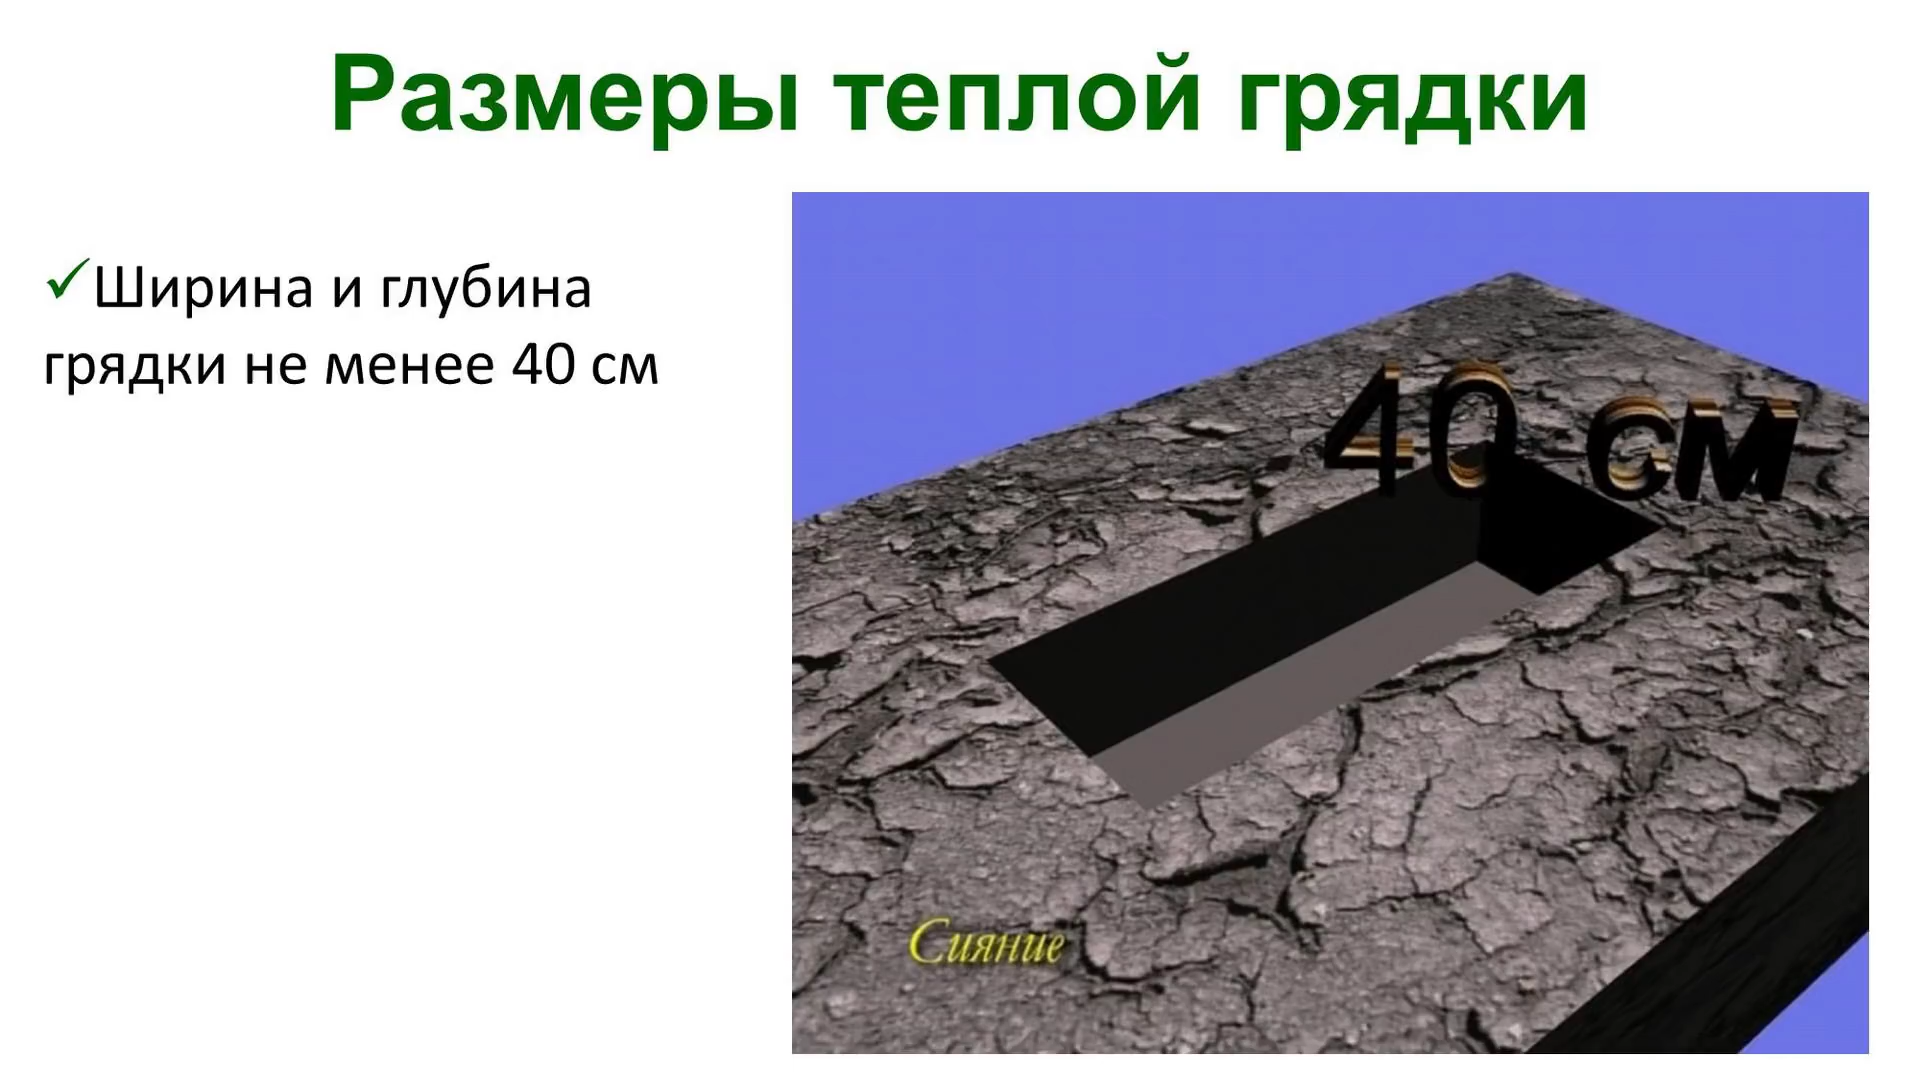 Размеры теплой грядки
✓Ширина и глубина
грядки не менее 40 см
40 см
Сияние